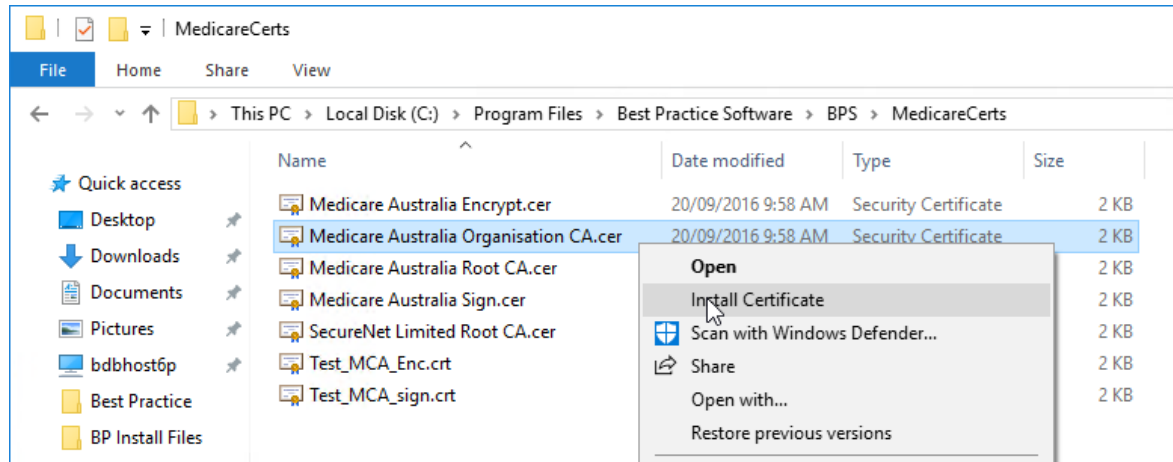 MedicareCerts
File Home Share View
This PC > Local Disk (C:) > Program Files > Best Practice Software > BPS > MedicareCerts
Name Date modified Type Size
Quick access
Desktop
Downloads
Documents
Pictures
bdbhost6p
Best Practice
BP Install Files
Medicare Australia Encrypt.cer 20/09/2016 9:58 AM Security Certificate 2 KB
Medicare Australia Organisation CA.cer 20/09/2016 9:58 AM Security Certificate 2 KB
Medicare Australia Root CA.cer 2 KB
Medicare Australia Sign.cer 2 KB
SecureNet Limited Root CA.cer 2 KB
Test_MCA_Enc.crt 2 KB
Test_MCA_sign.crt 2 KB
Open
Install Certificate
Scan with Windows Defender...
Share
Open with...
Restore previous versions